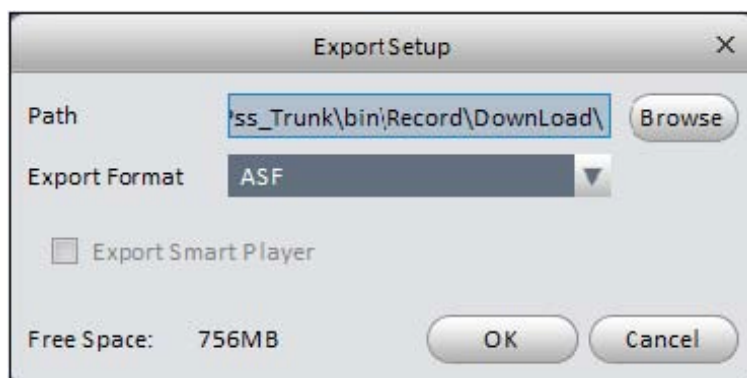 Export Setup
Path
ss_Trunk\bin\Record\DownLoad\
Browse
Export Format
ASF
Export Smart Player
Free Space: 756MB
OK
Cancel